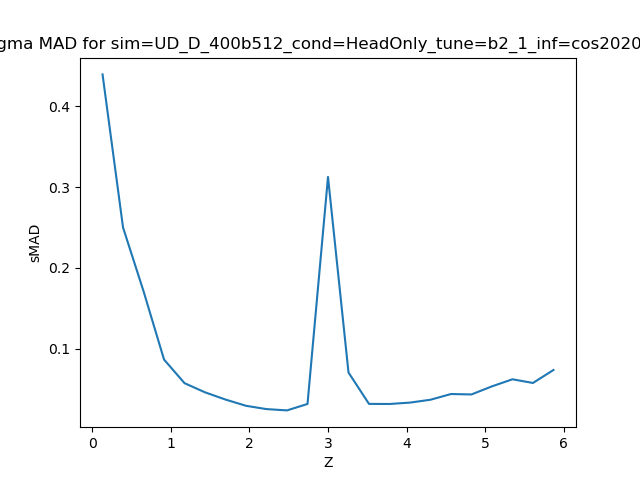 gma MAD for sim=UD_D_400b512_cond=HeadOnly_tune=b2_1_inf=cos2020
0.4
0.3
0.2
0.1
sMAD
0 1 2 3 4 5 6
Z